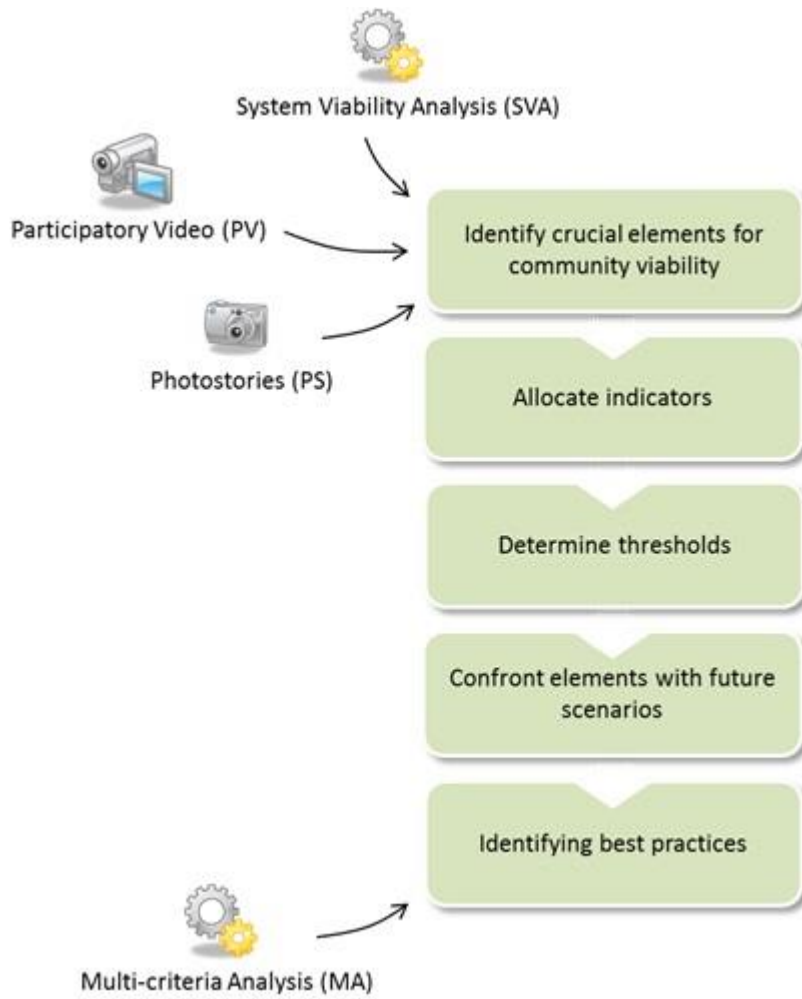 System Viability Analysis (SVA)
Participatory Video (PV)
Photostories (PS)
Identify crucial elements for
community viability
Allocate indicators
Determine thresholds
Confront elements with future
scenarios
Identifying best practices
Multi-criteria Analysis (MA)